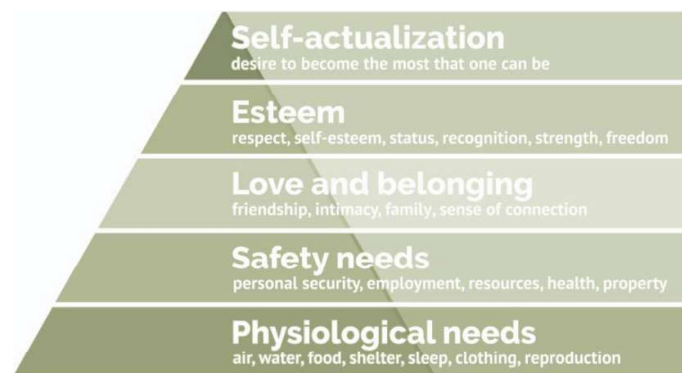 Self-actualization
desire to become the most that one can be
Esteem
respect, self-esteem, status, recognition, strength, freedom
Love and belonging
friendship, intimacy, family, sense of connection
Safety needs
personal security, employment, resources, health, property
Physiological needs
air, water, food, shelter, sleep, clothing, reproduction